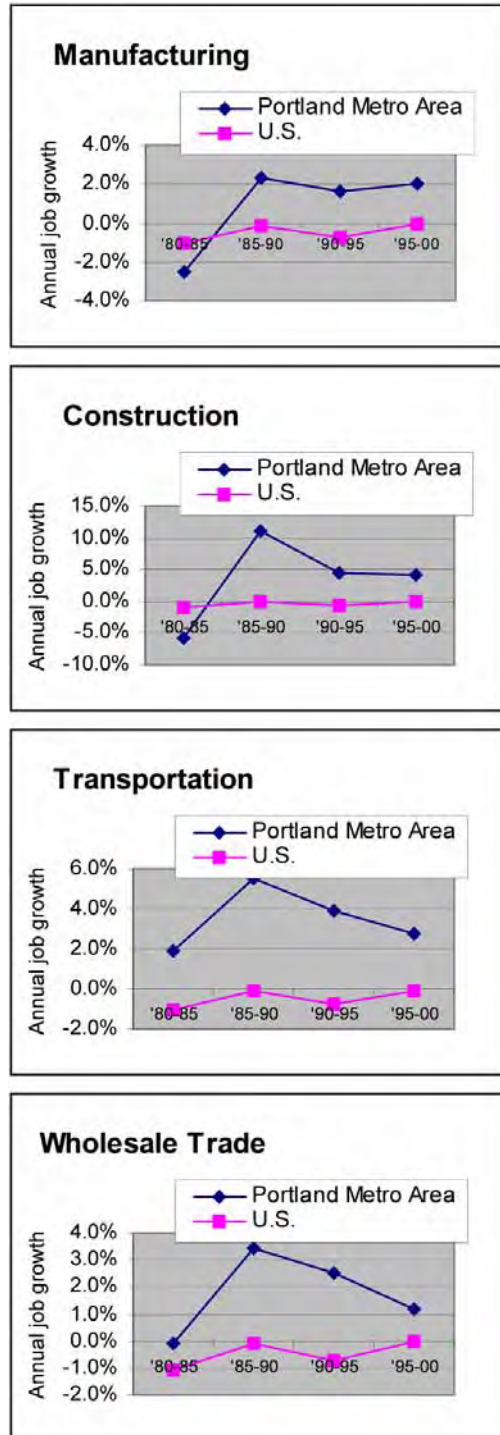 Manufacturing
Portland Metro Area
U.S.
Annual job growth
4.0%
2.0%
0.0%
-2.0%
-4.0%
'80-85 '85-90 '90-95 '95-00
Construction
Portland Metro Area
U.S.
Annual job growth
15.0%
10.0%
5.0%
0.0%
-5.0%
-10.0%
'80-85 '85-90 '90-95 '95-00
Transportation
Portland Metro Area
U.S.
Annual job growth
6.0%
4.0%
2.0%
0.0%
-2.0%
'80-85 '85-90 '90-95 '95-00
Wholesale Trade
Portland Metro Area
U.S.
Annual job growth
4.0%
3.0%
2.0%
1.0%
0.0%
-1.0%
-2.0%
'80-85 '85-90 '90-95 '95-00